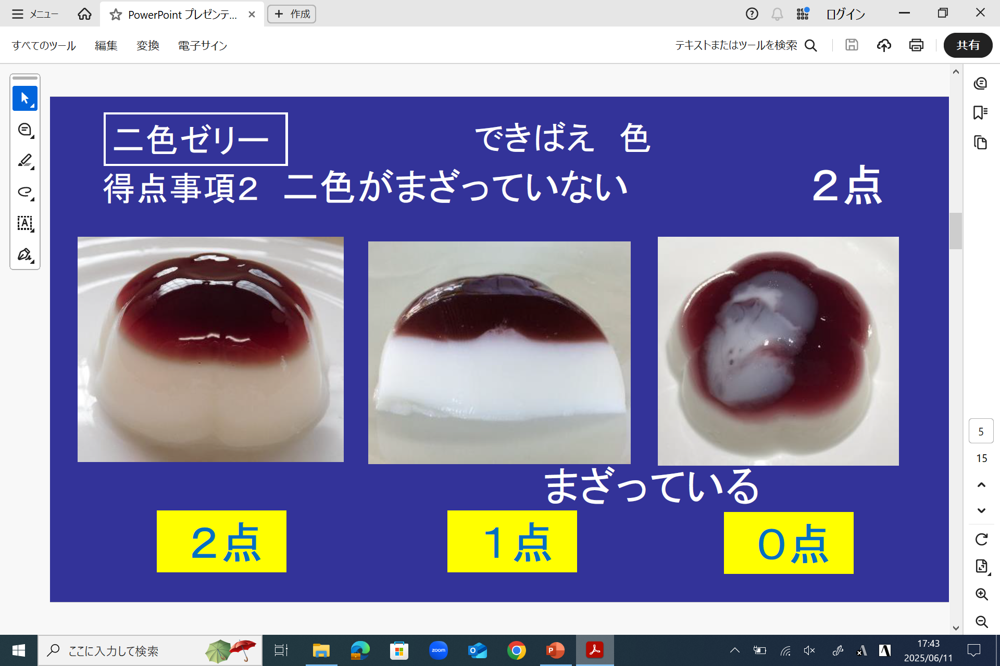 メニュー
PowerPoint プレゼンテ...
作成
ログイン
すべてのツール 編集 変換 電子サイン
テキストまたはツールを検索
共有
二色ゼリー
できばえ 色
得点事項2 二色がまざっていない 2点
まざっている
2点
1点
0点
5
15
ここに入力して検索
zoom
17:43
2025/06/11